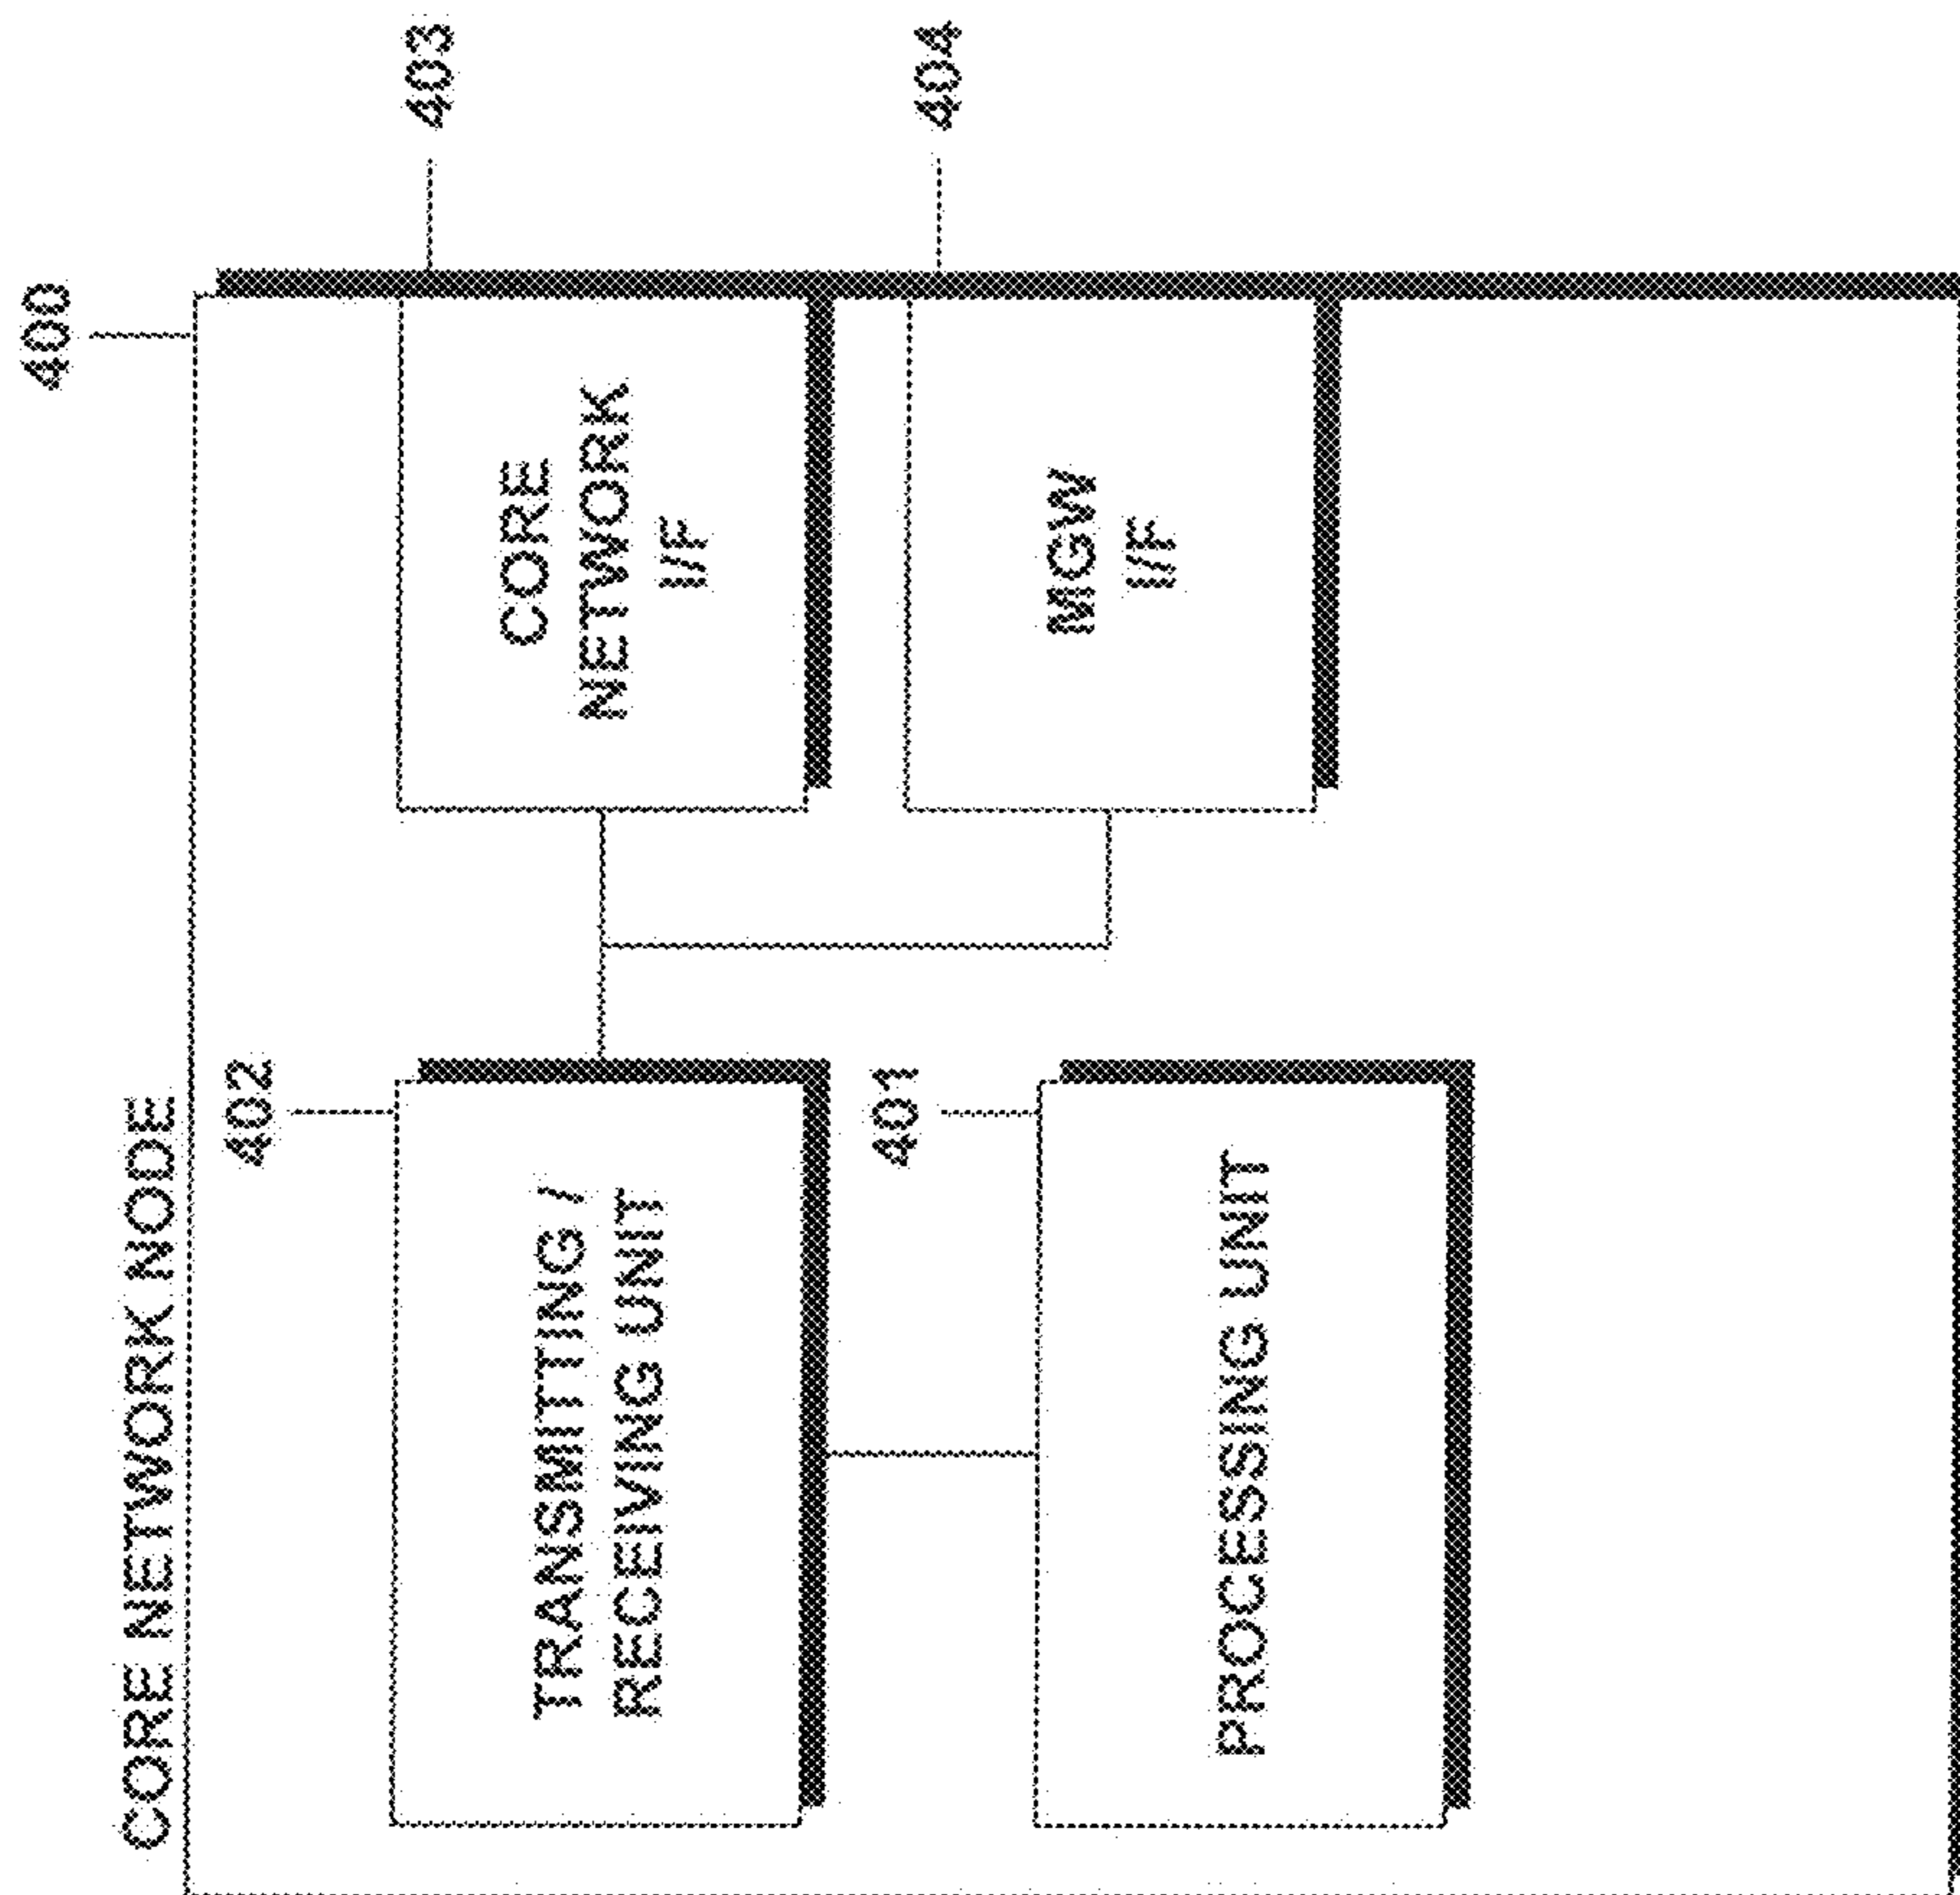 CORE NETWORK NODE
400
402
TRANSMITTING /
RECEIVING UNIT
CORE
NETWORK
I/F
403
401
PROCESSING UNIT
MGW
I/F
404